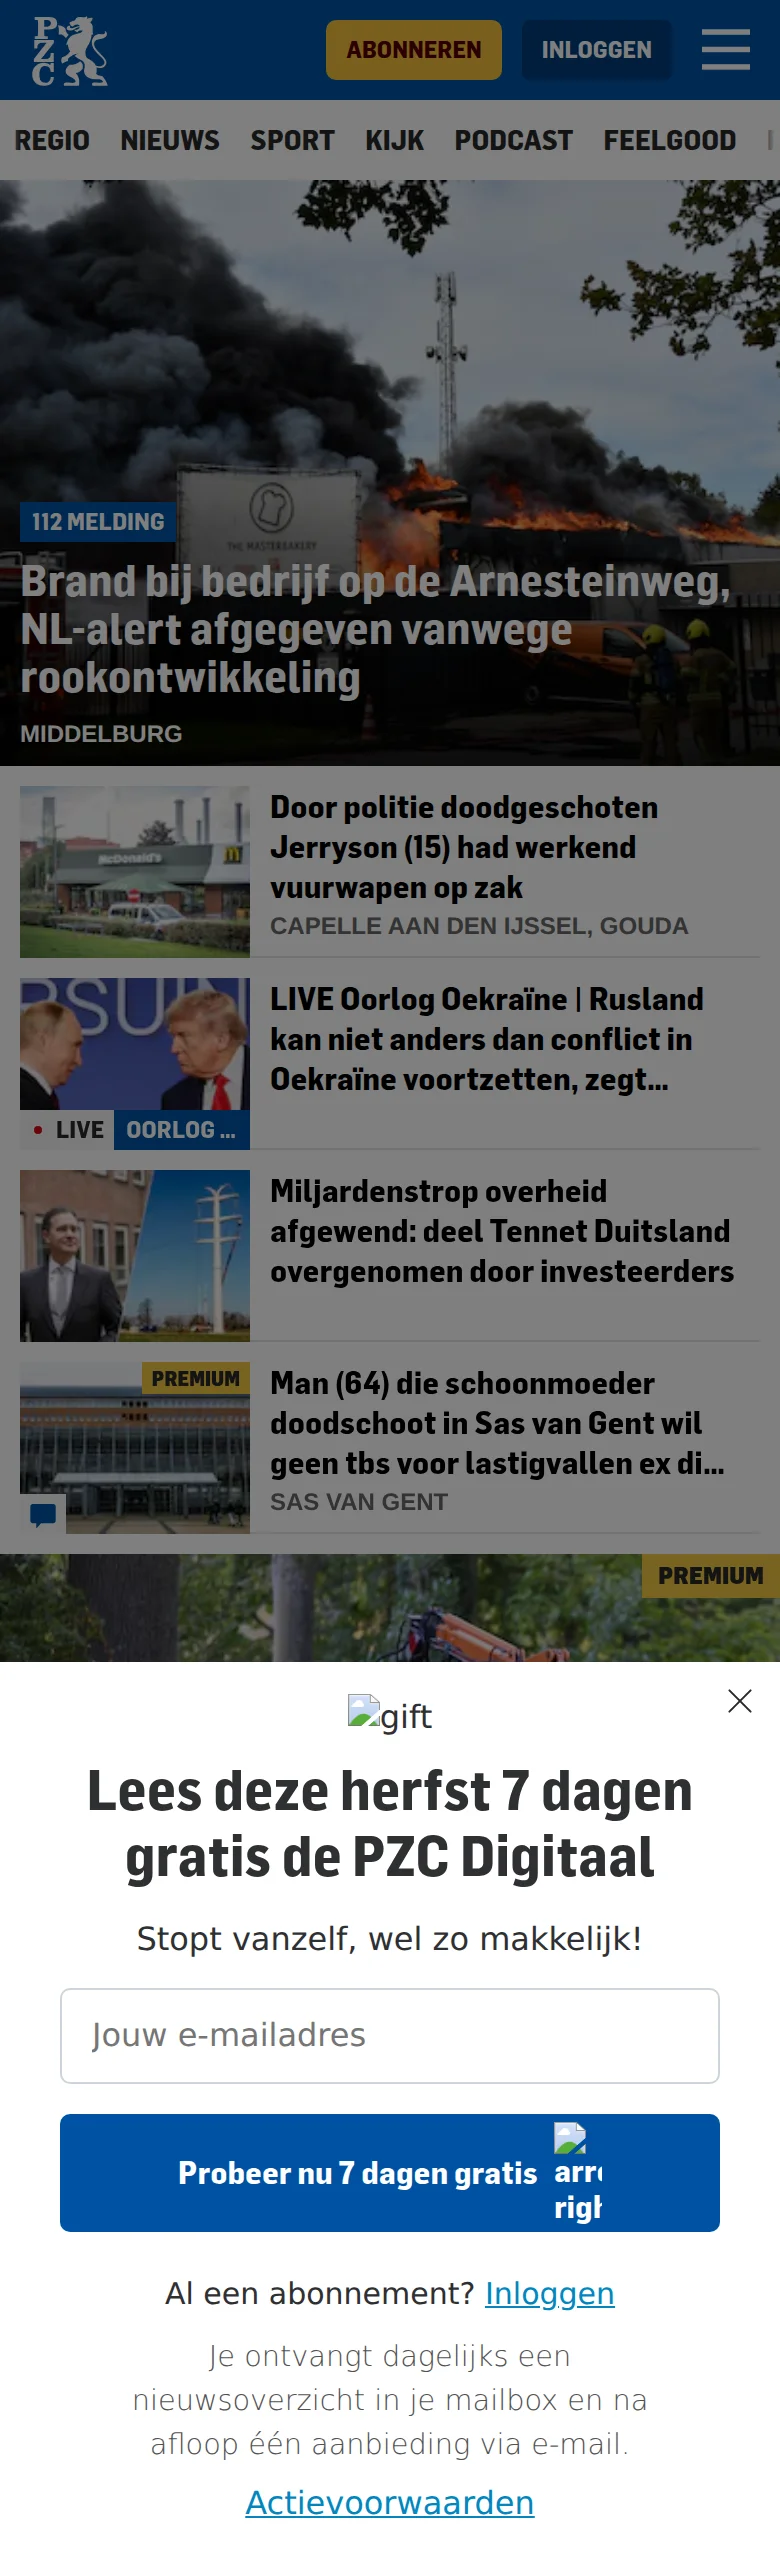 PZC
ABONNEREN
INLOGGEN
REGIO NIEUWS SPORT KIJK PODCAST FEELGOOD
THE MASTERBAKERY
112 MELDING
Brand bij bedrijf op de Arnesteinweg,
NL-alert afgegeven vanwege
rookontwikkeling
MIDDELBURG
McDonald's
Door politie doodgeschoten
Jerryson (15) had werkend
vuurwapen op zak
CAPELLE AAN DEN IJSSEL, GOUDA
RSUIN
LIVE OORLOG ...
LIVE Oorlog Oekraïne | Rusland
kan niet anders dan conflict in
Oekraïne voortzetten, zegt...
Miljardenstrop overheid
afgewend: deel Tennet Duitsland
overgenomen door investeerders
PREMIUM
Man (64) die schoonmoeder
doodschoot in Sas van Gent wil
geen tbs voor lastigvallen ex di...
SAS VAN GENT
PREMIUM
gift
Lees deze herfst 7 dagen
gratis de PZC Digitaal
Stopt vanzelf, wel zo makkelijk!
Jouw e-mailadres
Probeer nu 7 dagen gratis
Al een abonnement? Inloggen
Je ontvangt dagelijks een
nieuwsoverzicht in je mailbox en na
afloop één aanbieding via e-mail.
Actievoorwaarden